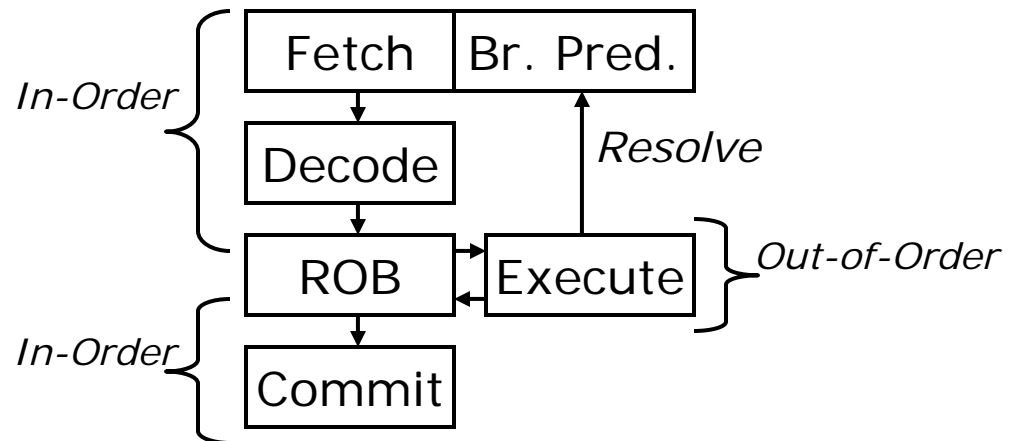 Fetch Br. Pred.
In-Order
Decode
Resolve
ROB Execute
Out-of-Order
In-Order
Commit